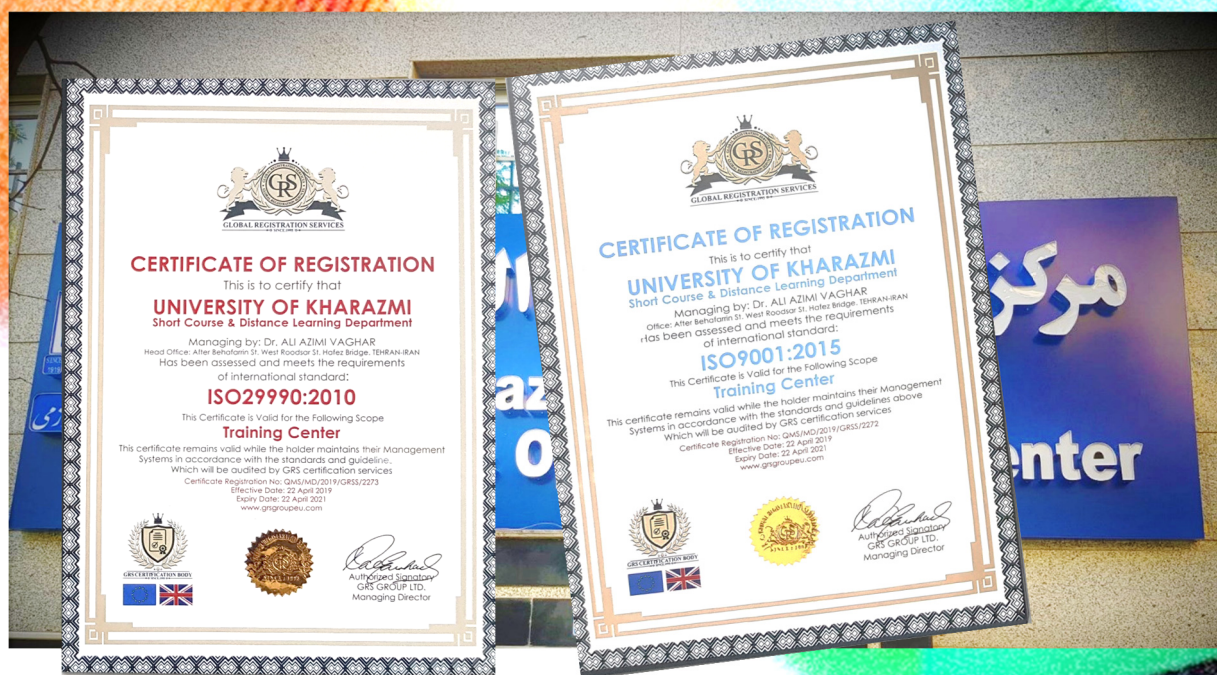 GRS
GLOBAL REGISTRATION SERVICES
SINCE 1998
CERTIFICATE OF REGISTRATION
This is to certify that
UNIVERSITY OF KHARAZMI
Short Course & Distance Learning Department
Managing by: Dr. ALI AZIMI VAGHAR
Head Office: After Behafarin St. West Roodsar St. Hafez Bridge, TEHRAN-IRAN
Has been assessed and meets the requirements
of international standard:
ISO29990:2010
This Certificate is Valid for the Following Scope
Training Center
This certificate remains valid while the holder maintains their Management
Systems in accordance with the standards and guideline.
Which will be audited by GRS certification services
Certificate Registration No: QMS/MD/2019/GRSS/2273
Effective Date: 22 April 2019
Expiry Date: 22 April 2021
www.grsgroupeu.com
GRS CERTIFICATION BODY
Authorized Signatory
GRS GROUP LTD.
Managing Director
GRS
GLOBAL REGISTRATION SERVICES
CERTIFICATE OF REGISTRATION
This is to certify that
UNIVERSITY OF KHARAZMI
Short Course & Distance Learning Department
Managing by: Dr. ALI AZIMI VAGHAR
Office: After Behafarin St. West Roodsar St. Hafez Bridge, TEHRAN-IRAN
Has been assessed and meets the requirements
of international standard:
ISO9001:2015
This Certificate is Valid for the Following Scope
Training Center
This certificate remains valid while the holder maintains their Management
Systems in accordance with the standards and guidelines above
Which will be audited by GRS certification services
Certificate Registration No: QMS/MD/2019/GRSS/2272
Effective Date: 22 April 2019
Expiry Date: 22 April 2021
www.grsgroupeu.com
GRS CERTIFICATION BODY
Authorized Signatory
GRS GROUP LTD.
Managing Director
مرکز
az
enter